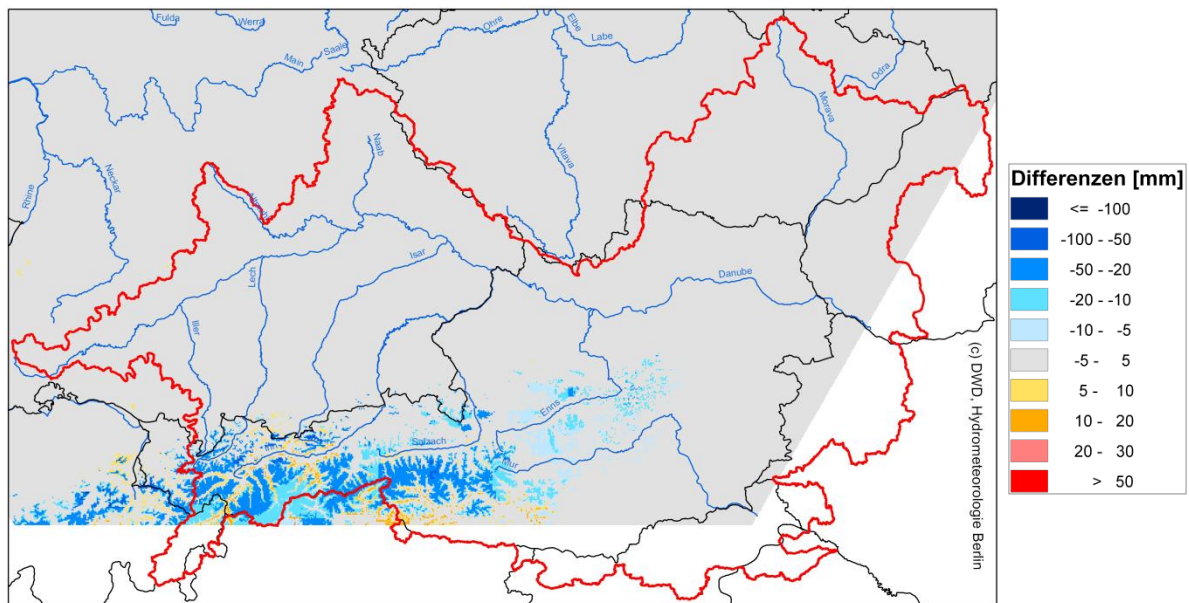 Fulda
Werra
Saale
Main
Ohre
Elbe
Labe
Odra
Morava
Vltava
Naab
Neckar
Rhine
Isar
Lech
Iller
Danube
Enns
Salzach
Mur
Inn
(c) DWD, Hydrometeorologie Berlin
Differenzen [mm]
<= -100
-100 - -50
-50 - -20
-20 - -10
-10 - -5
-5 - 5
5 - 10
10 - 20
20 - 30
> 50